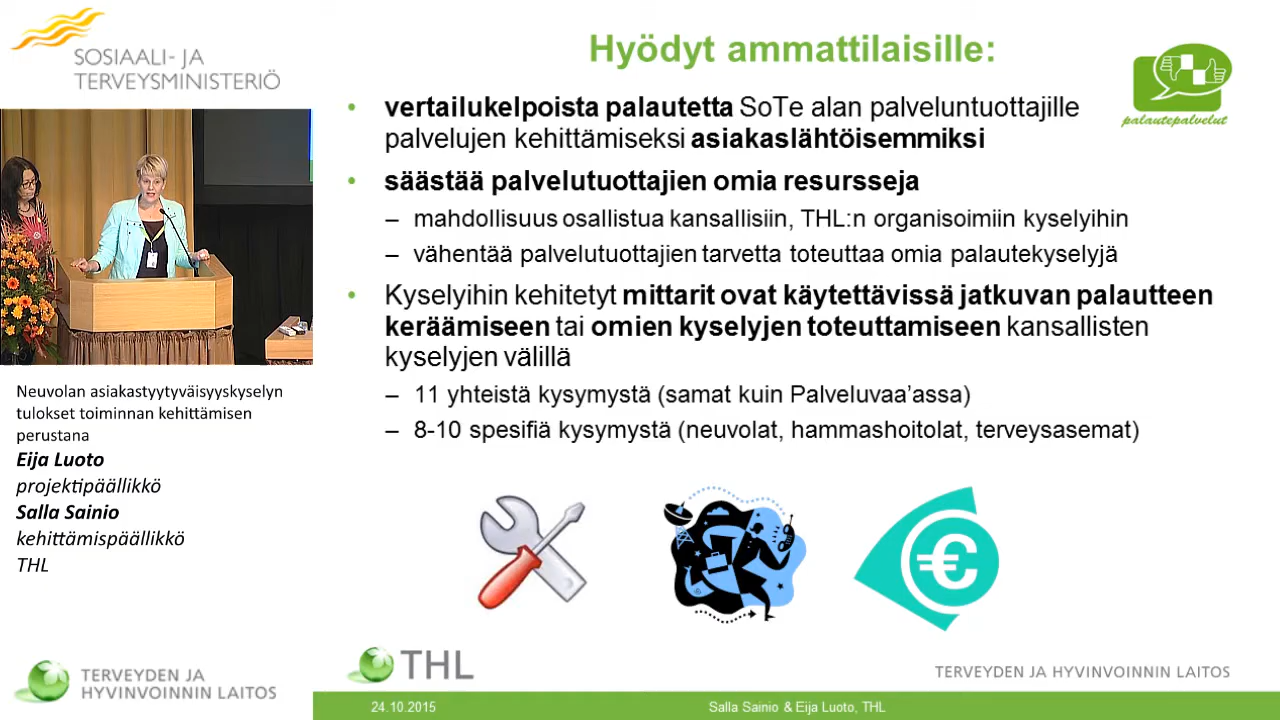 SOSIAALI- JA
TERVEYSMINISTERIÖ
Hyödyt ammattilaisille:
palautepalvelut
• vertailukelpoista palautetta SoTe alan palveluntuottajille
palvelujen kehittämiseksi asiakaslähtöisemmiksi
• säästää palvelutuottajien omia resursseja
– mahdollisuus osallistua kansallisiin, THL:n organisoimiin kyselyihin
– vähentää palvelutuottajien tarvetta toteuttaa omia palautekyselyjä
• Kyselyihin kehitetyt mittarit ovat käytettävissä jatkuvan palautteen
keräämiseen tai omien kyselyjen toteuttamiseen kansallisten
kyselyjen välillä
– 11 yhteistä kysymystä (samat kuin Palveluvaa’assa)
– 8-10 spesifiä kysymystä (neuvolat, hammashoitolat, terveysasemat)
€
Neuvolan asiakastyytyväisyyskyselyn
tulokset toiminnan kehittämisen
perustana
Eija Luoto
projektipäällikkö
Salla Sainio
kehittämispäällikkö
THL
TERVEYDEN JA
HYVINVOINNIN LAITOS
THL
TERVEYDEN JA HYVINVOINNIN LAITOS
24.10.2015
Salla Sainio & Eija Luoto, THL